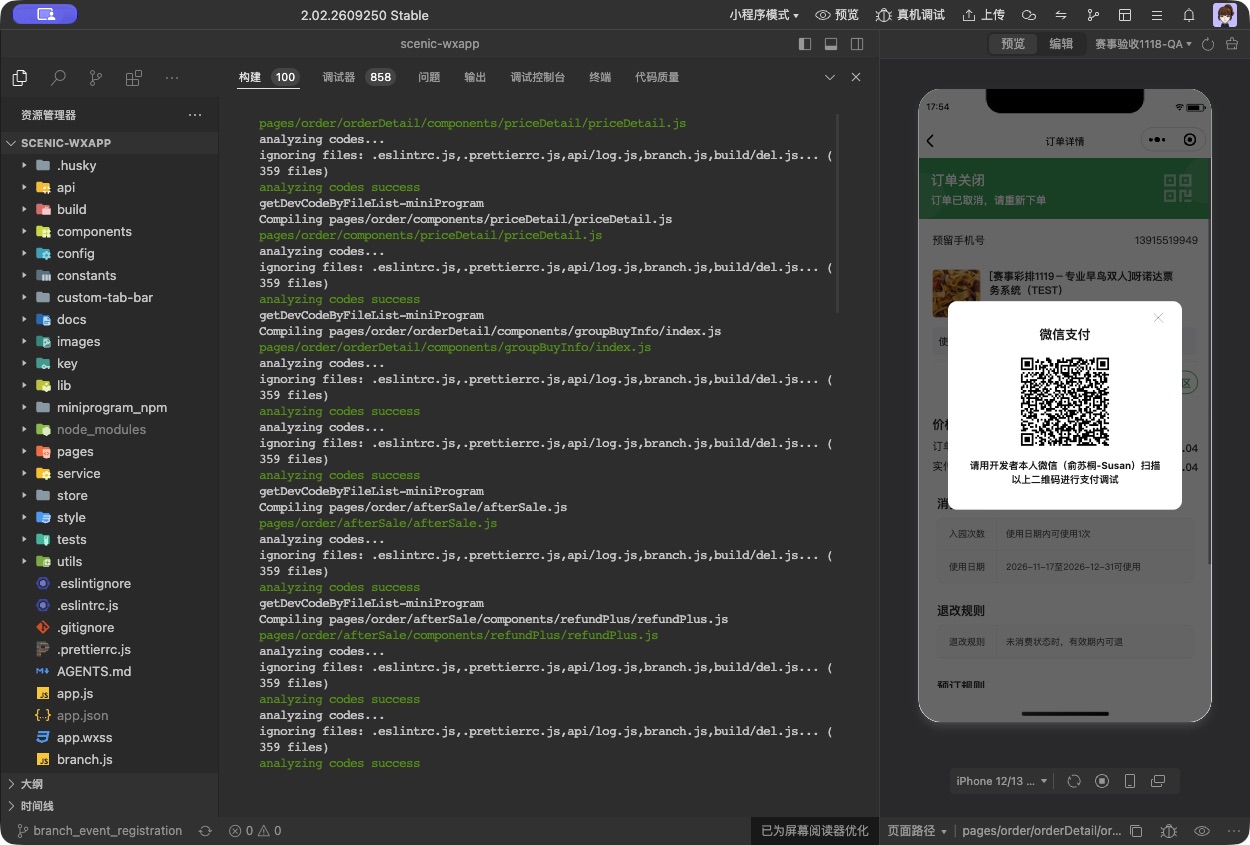 2.02.2609250 Stable
小程序模式
预览
真机调试
上传
scenic-wxapp
预览
编辑
赛事验收1118-QA
构建
100
调试器
858
问题
输出
调试控制台
终端
代码质量
资源管理器
SCENIC-WXAPP
.husky
api
build
components
config
constants
custom-tab-bar
docs
images
key
lib
miniprogram_npm
node_modules
pages
service
store
style
tests
utils
.eslintignore
.eslintrc.js
.gitignore
.prettierrc.js
AGENTS.md
app.js
app.json
app.wxss
branch.js
大纲
时间线
pages/order/orderDetail/components/priceDetail/priceDetail.js
analyzing codes...
ignoring files: .eslintrc.js,.prettierrc.js,api/log.js,branch.js,build/del.js... (
359 files)
analyzing codes success
getDevCodeByFileList-miniProgram
Compiling pages/order/components/priceDetail/priceDetail.js
pages/order/components/priceDetail/priceDetail.js
analyzing codes...
ignoring files: .eslintrc.js,.prettierrc.js,api/log.js,branch.js,build/del.js... (
359 files)
analyzing codes success
getDevCodeByFileList-miniProgram
Compiling pages/order/orderDetail/components/groupBuyInfo/index.js
pages/order/orderDetail/components/groupBuyInfo/index.js
analyzing codes...
ignoring files: .eslintrc.js,.prettierrc.js,api/log.js,branch.js,build/del.js... (
359 files)
analyzing codes success
analyzing codes...
ignoring files: .eslintrc.js,.prettierrc.js,api/log.js,branch.js,build/del.js... (
359 files)
analyzing codes success
getDevCodeByFileList-miniProgram
Compiling pages/order/afterSale/afterSale.js
pages/order/afterSale/afterSale.js
analyzing codes...
ignoring files: .eslintrc.js,.prettierrc.js,api/log.js,branch.js,build/del.js... (
359 files)
analyzing codes success
getDevCodeByFileList-miniProgram
Compiling pages/order/afterSale/components/refundPlus/refundPlus.js
pages/order/afterSale/components/refundPlus/refundPlus.js
analyzing codes...
ignoring files: .eslintrc.js,.prettierrc.js,api/log.js,branch.js,build/del.js... (
359 files)
analyzing codes success
analyzing codes...
ignoring files: .eslintrc.js,.prettierrc.js,api/log.js,branch.js,build/del.js... (
359 files)
analyzing codes success
17:54
订单详情
订单关闭
订单已取消，请重新下单
预留手机号
13915519949
[赛事彩排1119－专业早鸟双人]呀诺达票
务系统（TEST）
使
区
微信支付
请用开发者本人微信（俞苏桐-Susan）扫描
以上二维码进行支付调试
价
订单
.04
实付
.04
消
入园次数
使用日期内可使用1次
使用日期
2026-11-17至2026-12-31可使用
退改规则
退改规则
未消费状态时，有效期内可退
预订规则
iPhone 12/13 ...
branch_event_registration
0
0
已为屏幕阅读器优化
页面路径
pages/order/orderDetail/or...